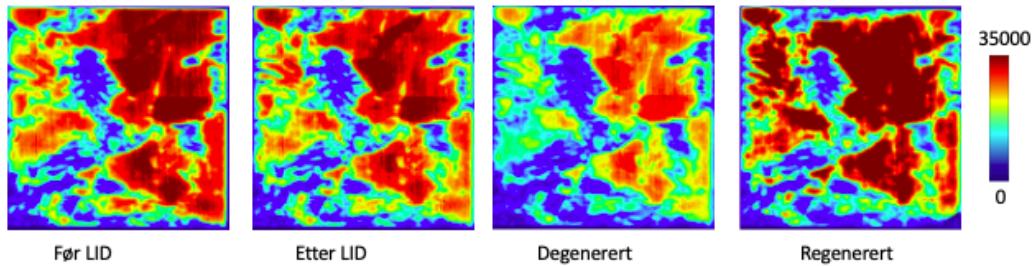 35000
0
Før LID
Etter LID
Degenerert
Regenerert